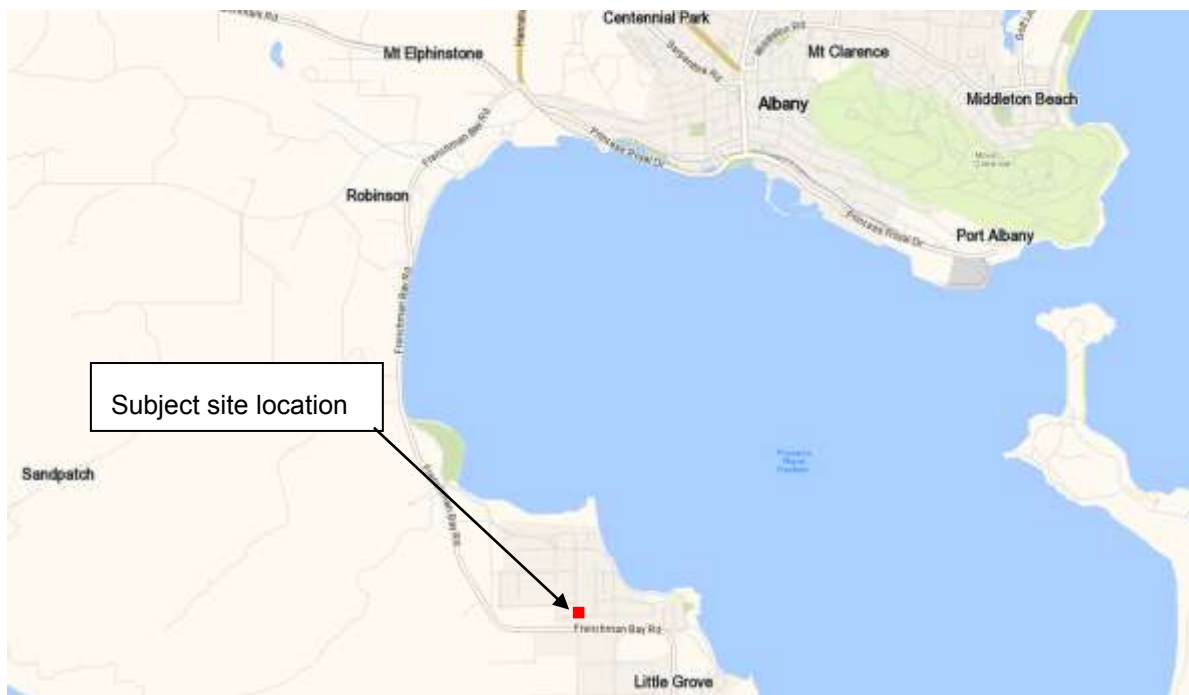 Centennial Park
Mt Elphinstone
Mt Clarence
Albany
Middleton Beach
Frenchman Bay Rd
Princess Royal Dr
Robinson
Princess Royal Dr
Port Albany
Frenchman Bay Rd
Subject site location
Sandpatch
Frenchman Bay Rd
Frenchman Bay Rd
Little Grove